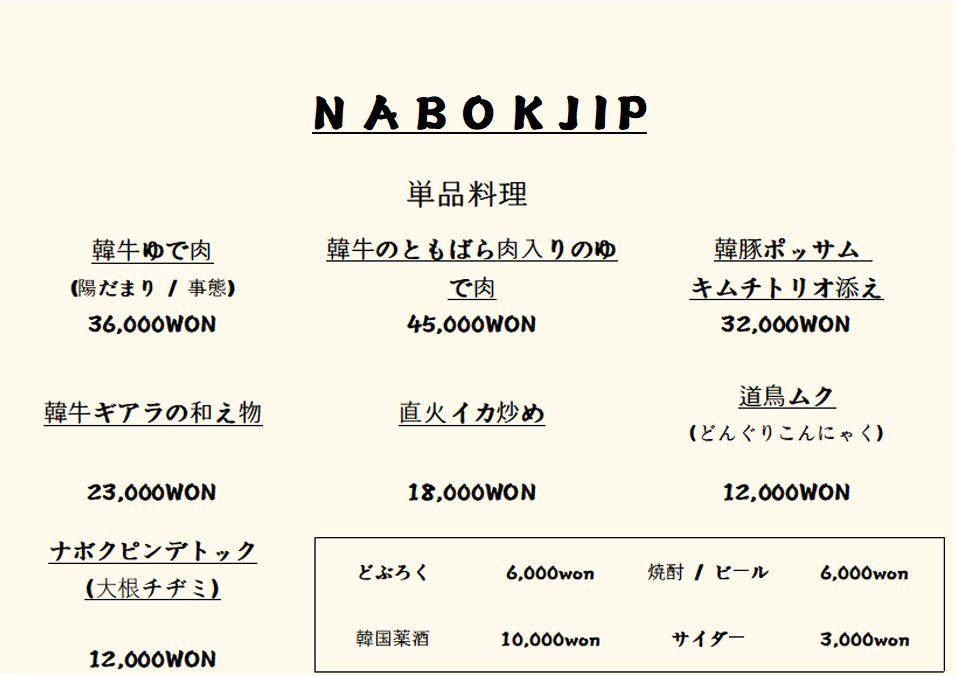 NABOKJIP
単品料理
韓牛ゆで肉
(陽だまり / 事態)
36,000WON
韓牛のともばら肉入りのゆ
で肉
45,000WON
韓豚ポッサム
キムチトリオ添え
32,000WON
韓牛ギアラの和え物
23,000WON
直火イカ炒め
18,000WON
道鳥ムク
(どんぐりこんにゃく)
12,000WON
ナボクピンデトック
(大根チヂミ)
12,000WON
どぶろく 6,000won 焼酎 / ビール 6,000won
韓国薬酒 10,000won サイダー 3,000won